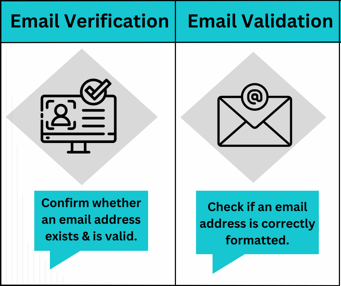 Email Verification
Email Validation
@
Confirm whether
an email address
exists & is valid.
Check if an email
address is correctly
formatted.